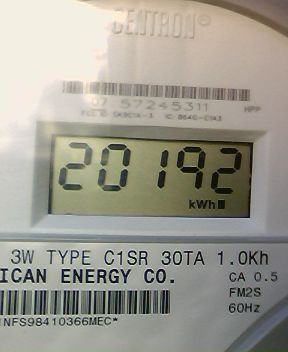 CENTRON®
07 57245311 HPP
20192
kWh
3W TYPE C1SR 30TA 1.0Kh
ICAN ENERGY CO. CA 0.5
FM2S
60Hz
NFS98410366MEC*